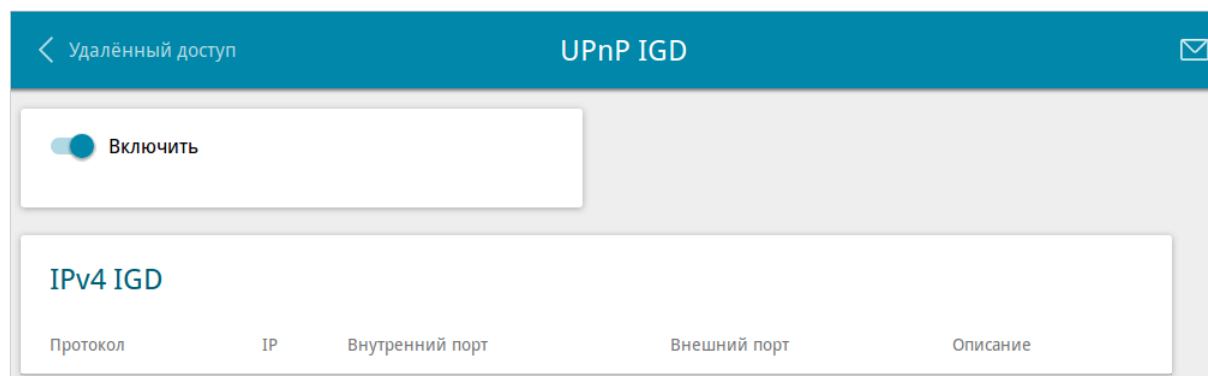 Удалённый доступ UPnP IGD
Включить
IPv4 IGD
Протокол IP Внутренний порт Внешний порт Описание